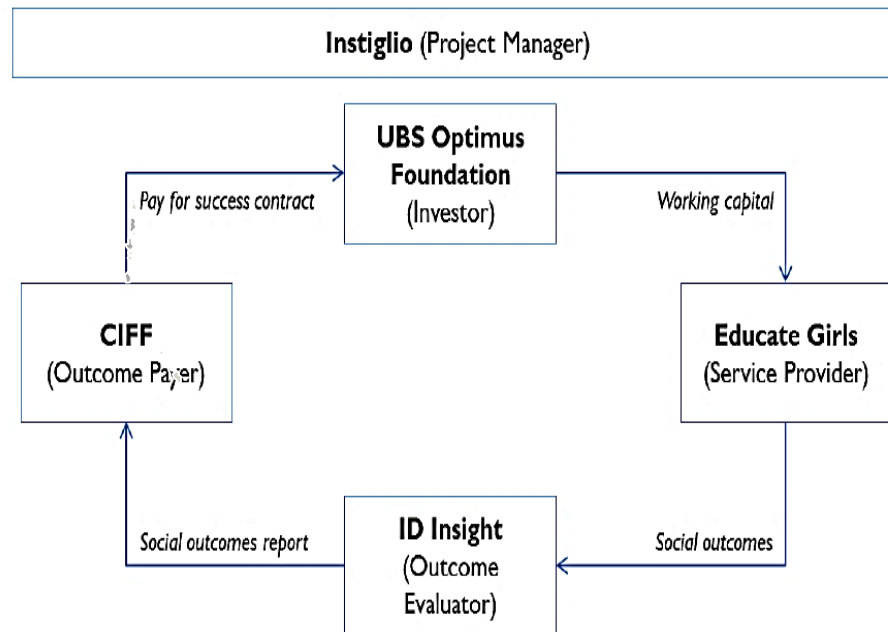 Instiglio (Project Manager)
UBS Optimus
Foundation
(Investor)
Pay for success contract
Working capital
CIFF
(Outcome Payer)
Educate Girls
(Service Provider)
ID Insight
(Outcome
Evaluator)
Social outcomes report
Social outcomes